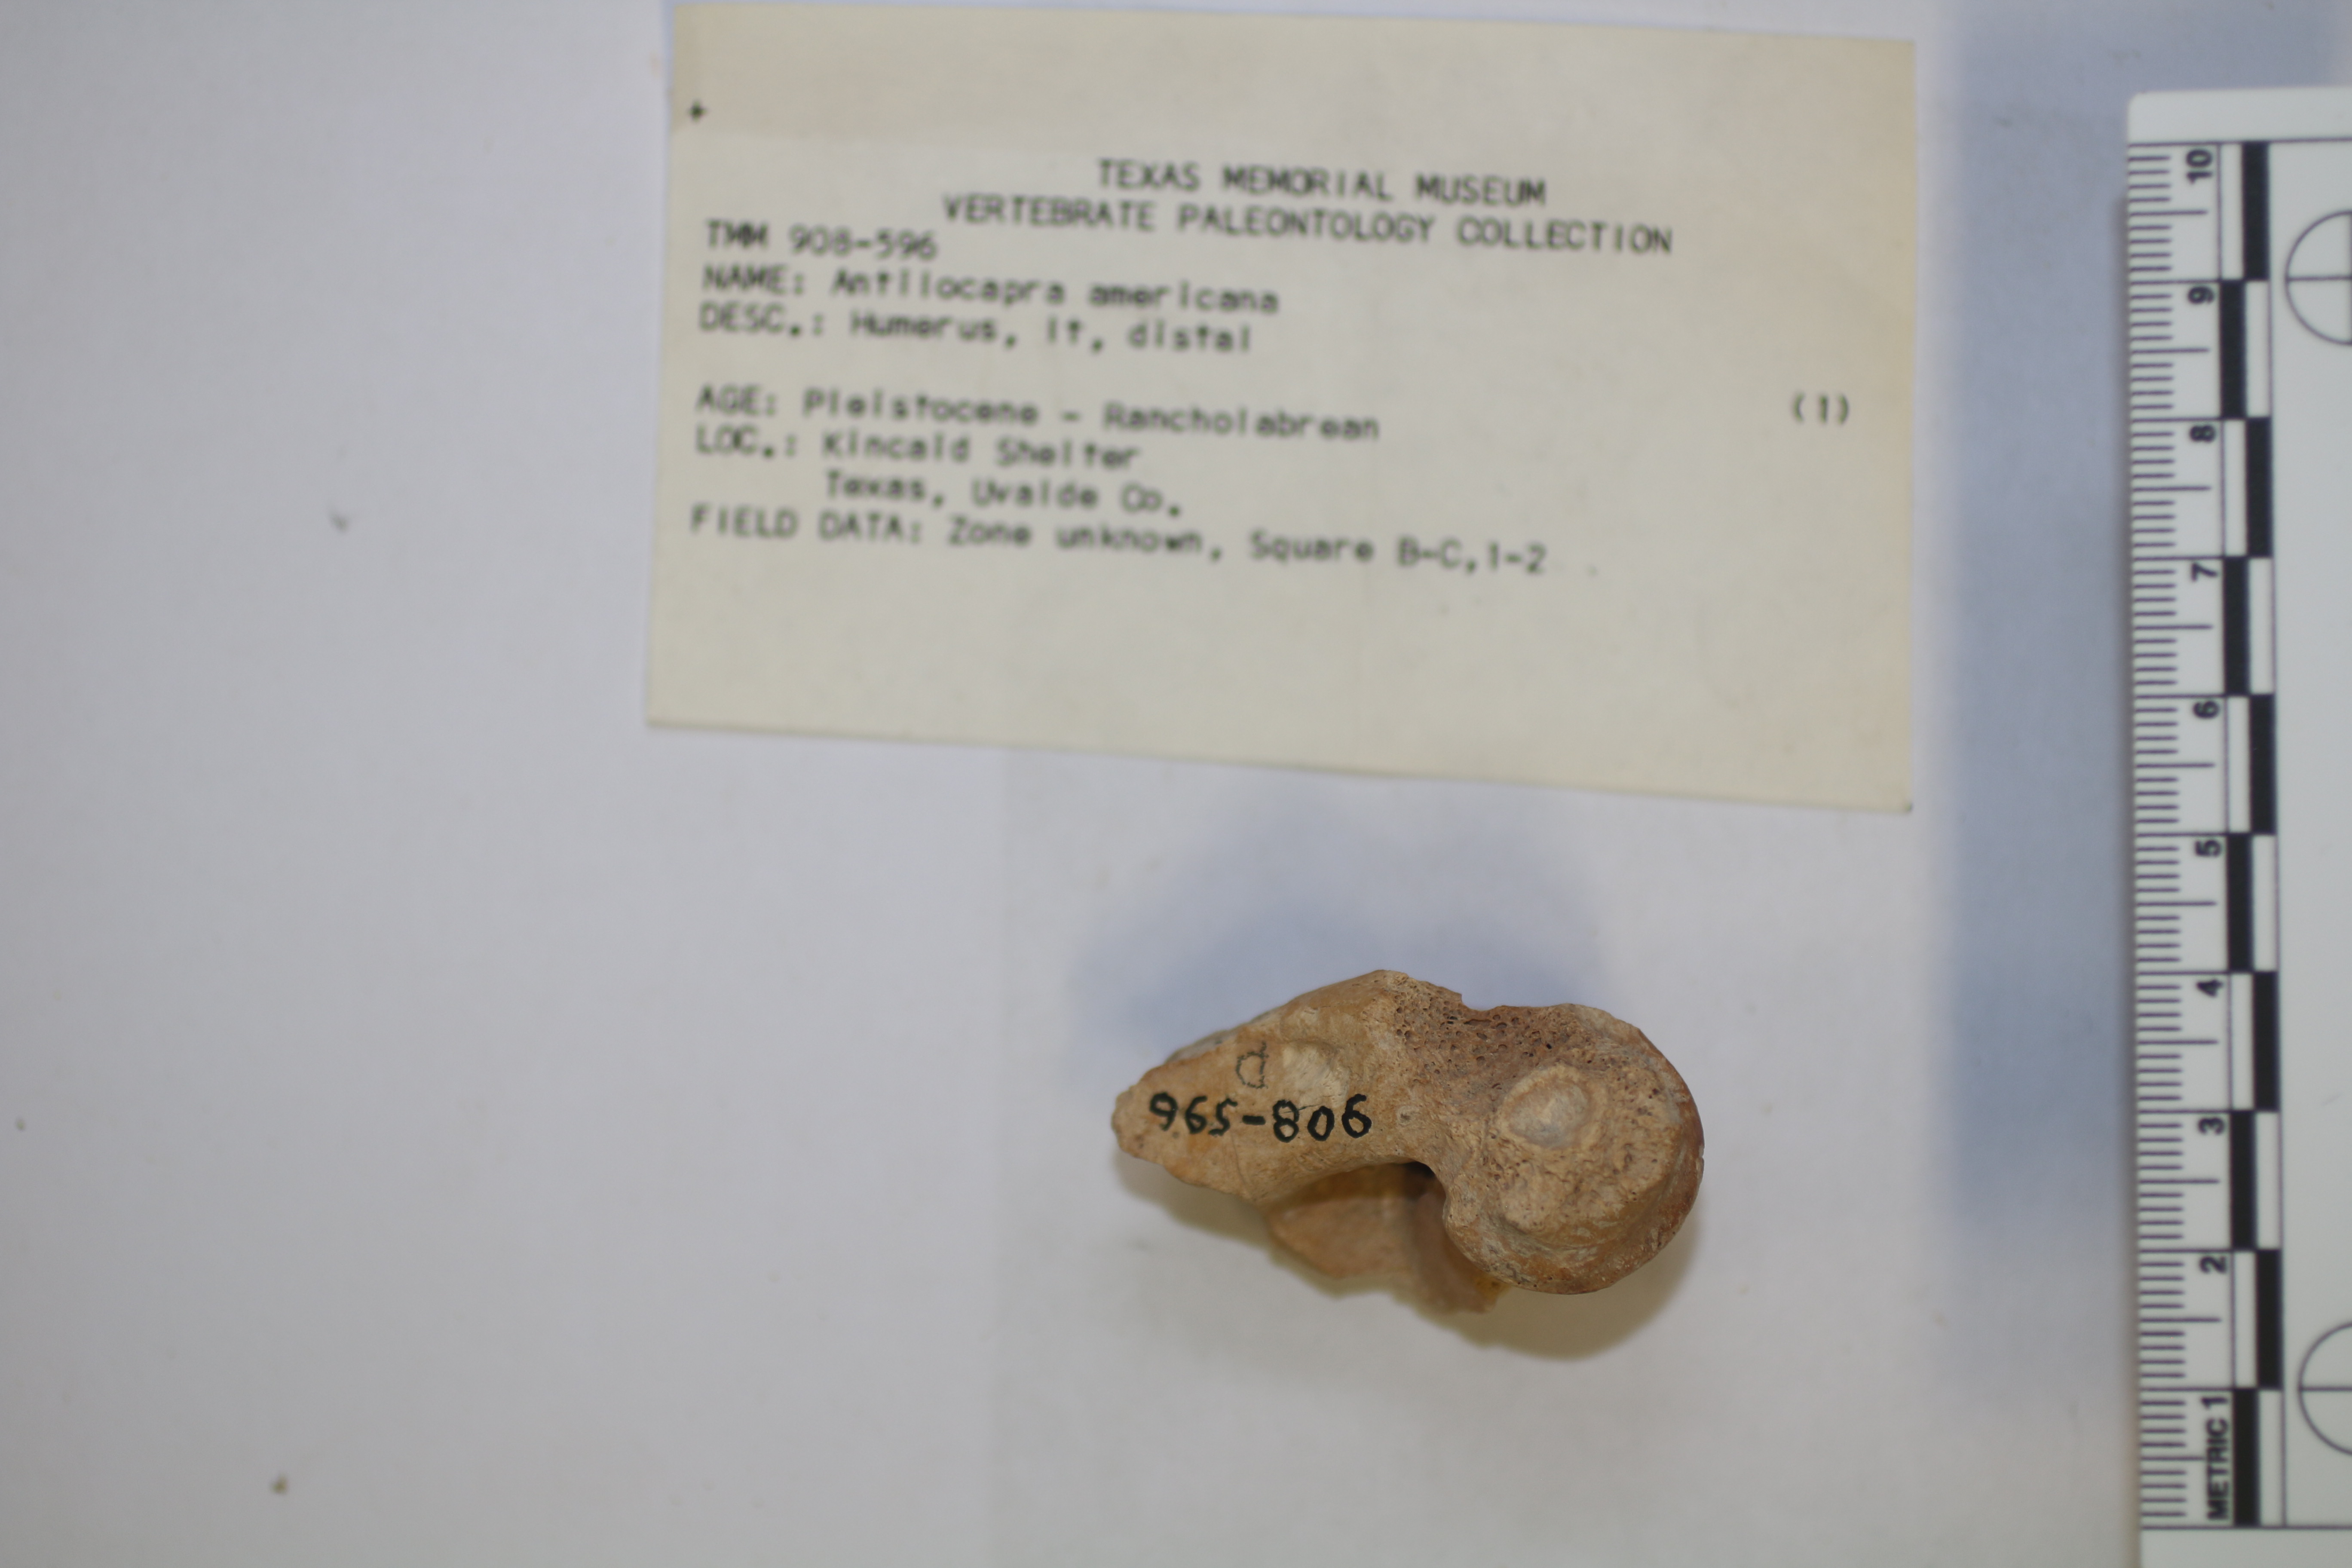 +
TEXAS MEMORIAL MUSEUM
VERTEBRATE PALEONTOLOGY COLLECTION
TMM 908-596
NAME: Antilocapra americana
DESC.: Humerus, lt, distal
AGE: Pleistocene - Rancholabrean (1)
LOC.: Kincaid Shelter
Texas, Uvalde Co.
FIELD DATA: Zone unknown, Square B-C,1-2
908-596
10
9
8
7
6
5
4
3
2
METRIC 1